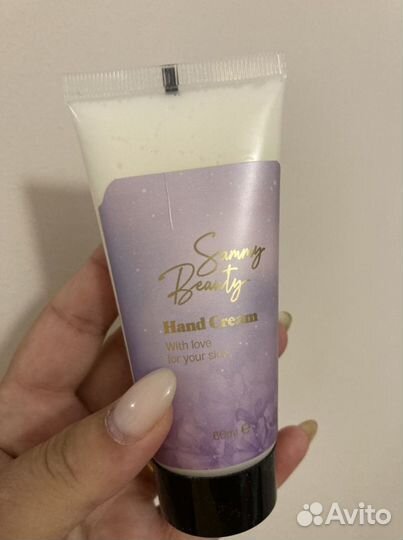 Sammy
Beauty
Hand Cream
With love
for your skin
60ml ℮
Avito